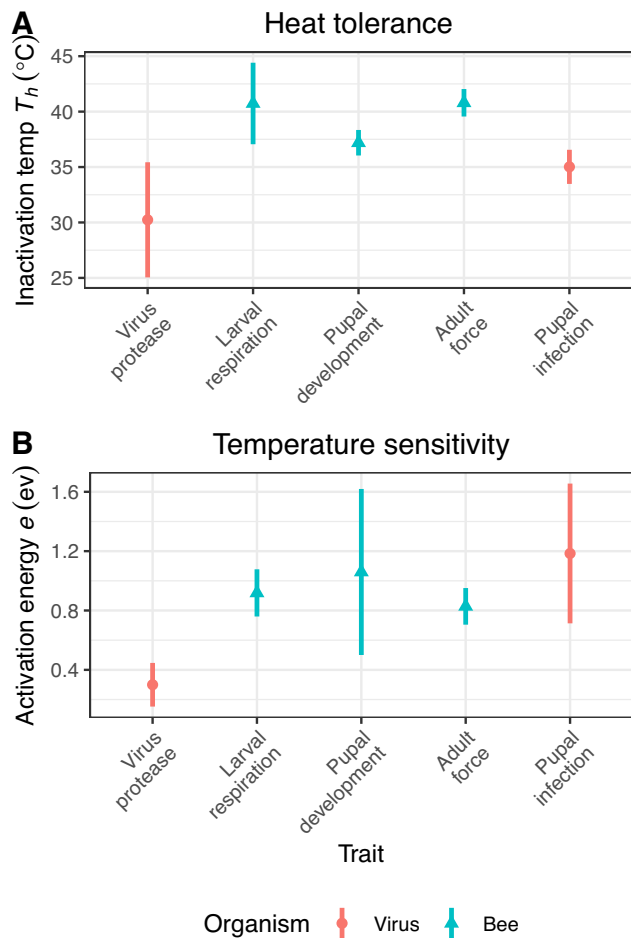 A Heat tolerance
Inactivation temp Th (°C)
45
40
35
30
25
Virus
protease
Larval
respiration
Pupal
development
Adult
force
Pupal
infection
B Temperature sensitivity
Activation energy e (ev)
1.6
1.2
0.8
0.4
Virus
protease
Larval
respiration
Pupal
development
Adult
force
Pupal
infection
Trait
Organism Virus Bee